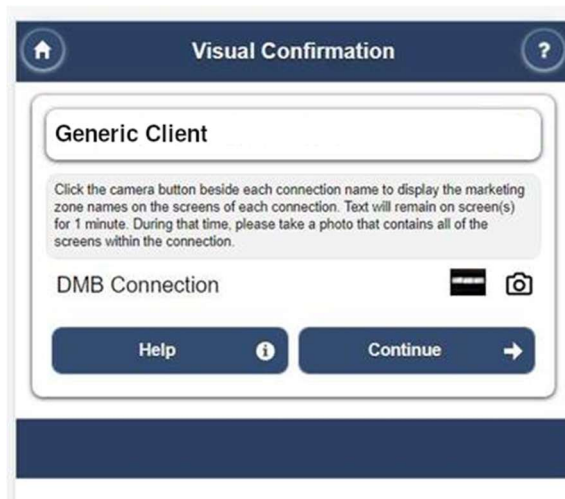 Visual Confirmation
?
Generic Client
Click the camera button beside each connection name to display the marketing
zone names on the screens of each connection. Text will remain on screen(s)
for 1 minute. During that time, please take a photo that contains all of the
screens within the connection.
DMB Connection
Help
Continue